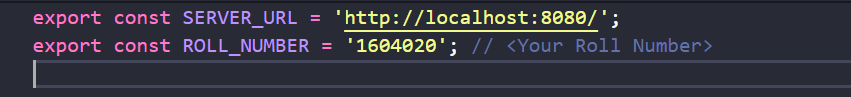 export const SERVER_URL = 'http://localhost:8080/';
export const ROLL_NUMBER = '1604020'; // <Your Roll Number>